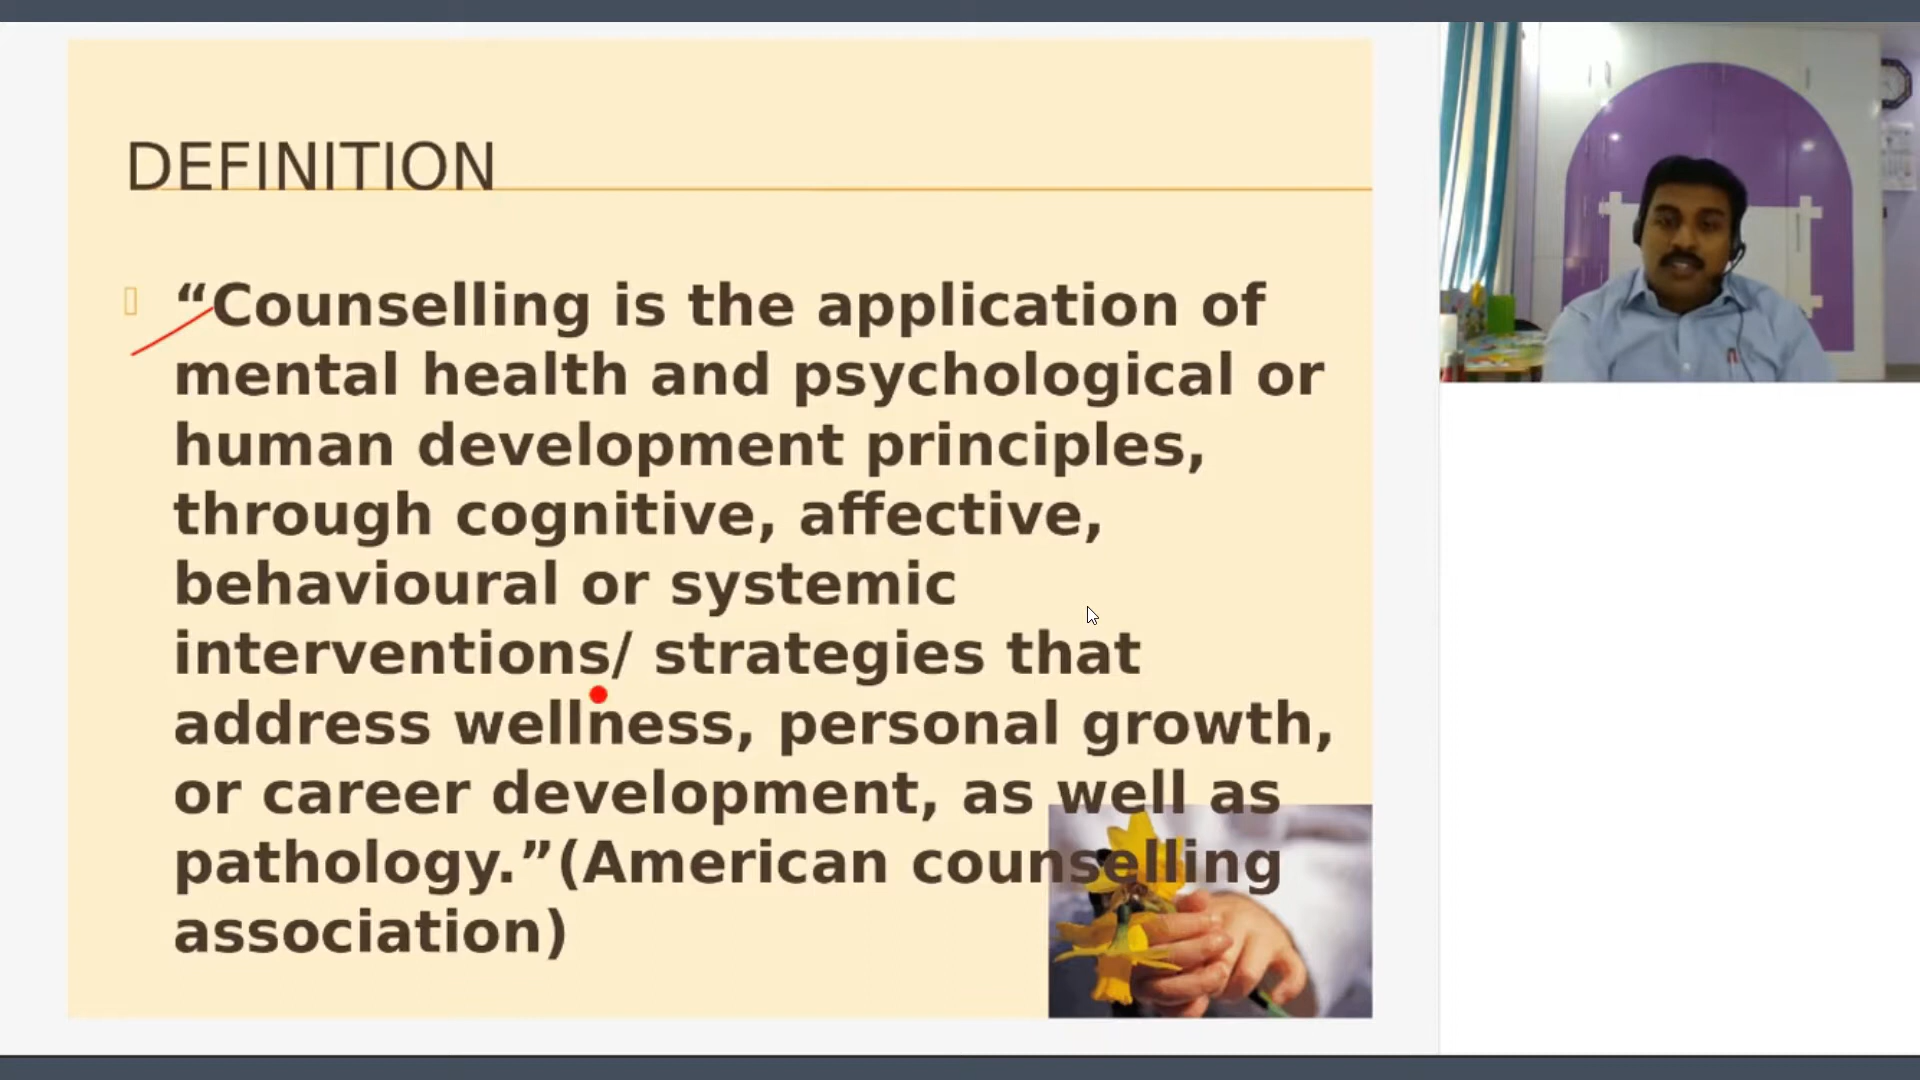 DEFINITION
“Counselling is the application of
mental health and psychological or
human development principles,
through cognitive, affective,
behavioural or systemic
interventions/ strategies that
address wellness, personal growth,
or career development, as well as
pathology.”(American counselling
association)